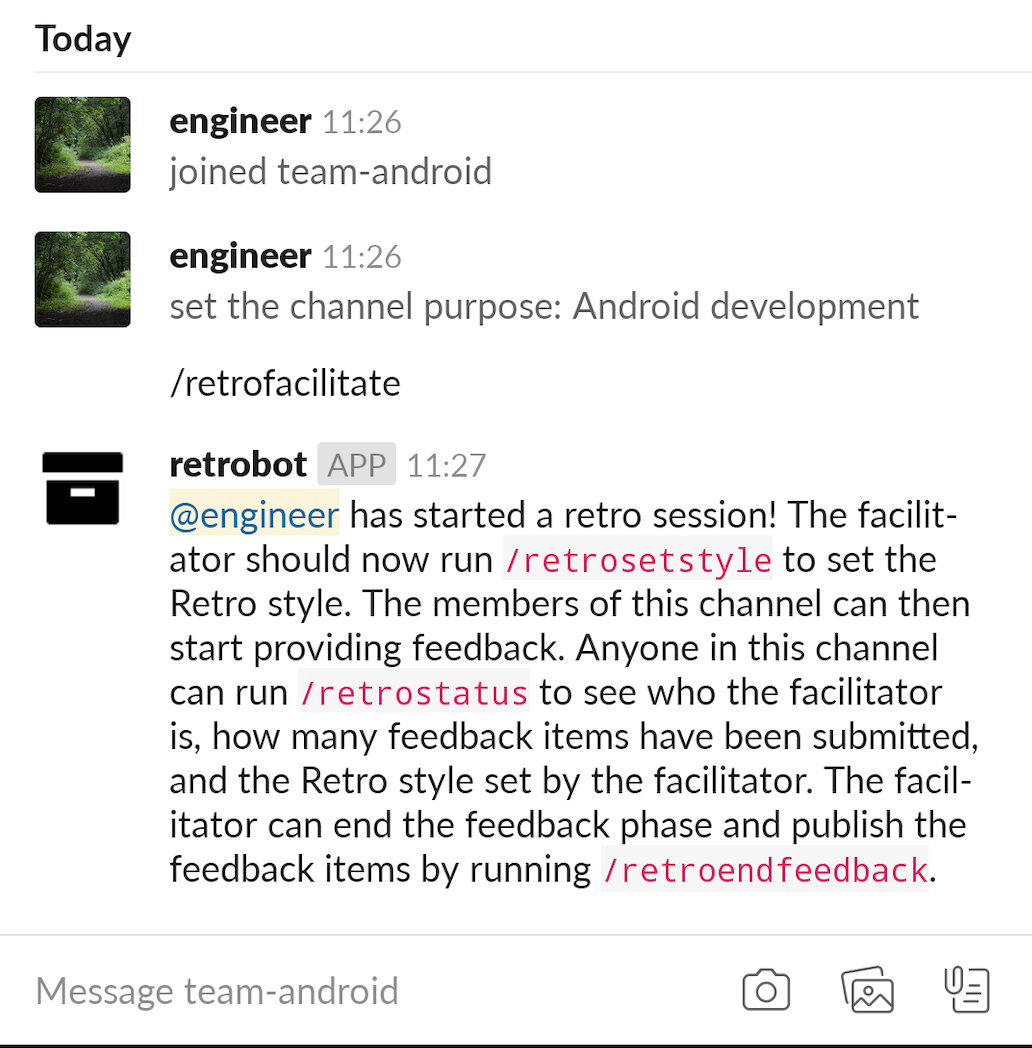 Today
engineer 11:26
joined team-android
engineer 11:26
set the channel purpose: Android development
/retrofacilitate
retrobot APP 11:27
@engineer has started a retro session! The facilit-
ator should now run /retrosetstyle to set the
Retro style. The members of this channel can then
start providing feedback. Anyone in this channel
can run /retrostatus to see who the facilitator
is, how many feedback items have been submitted,
and the Retro style set by the facilitator. The facil-
itator can end the feedback phase and publish the
feedback items by running /retroendfeedback.
Message team-android